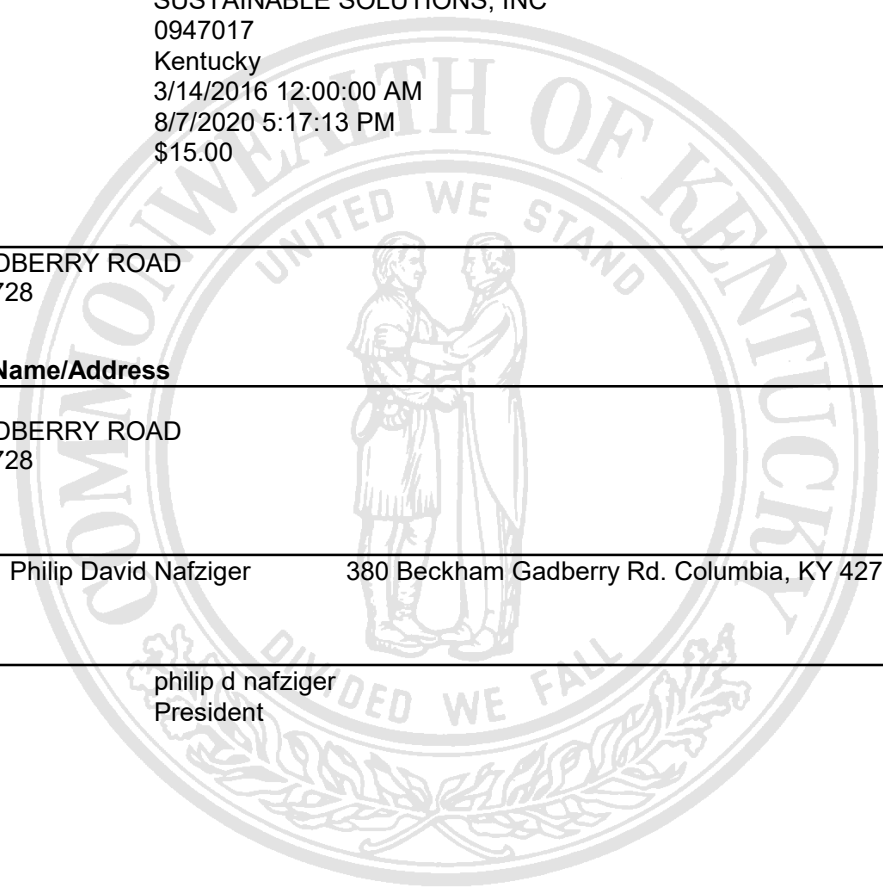 SUSTAINABLE SOLUTIONS, INC
0947017
Kentucky
3/14/2016 12:00:00 AM
8/7/2020 5:17:13 PM
$15.00
DBERRY ROAD
728
Name/Address
DBERRY ROAD
728
Philip David Nafziger 380 Beckham Gadberry Rd. Columbia, KY 427
philip d nafziger
President
COMMONWEALTH OF KENTUCKY
UNITED WE STAND
DIVIDED WE FALL